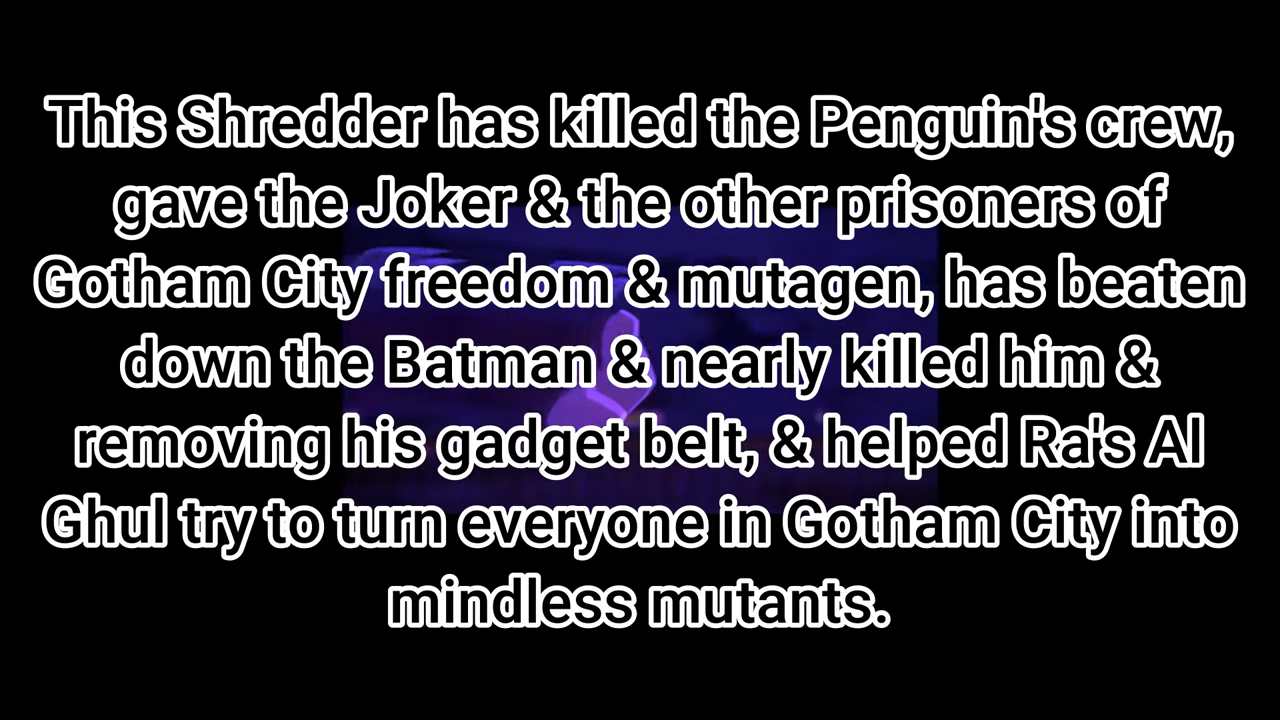 This Shredder has killed the Penguin's crew,
gave the Joker & the other prisoners of
Gotham City freedom & mutagen, has beaten
down the Batman & nearly killed him &
removing his gadget belt, & helped Ra's Al
Ghul try to turn everyone in Gotham City into
mindless mutants.